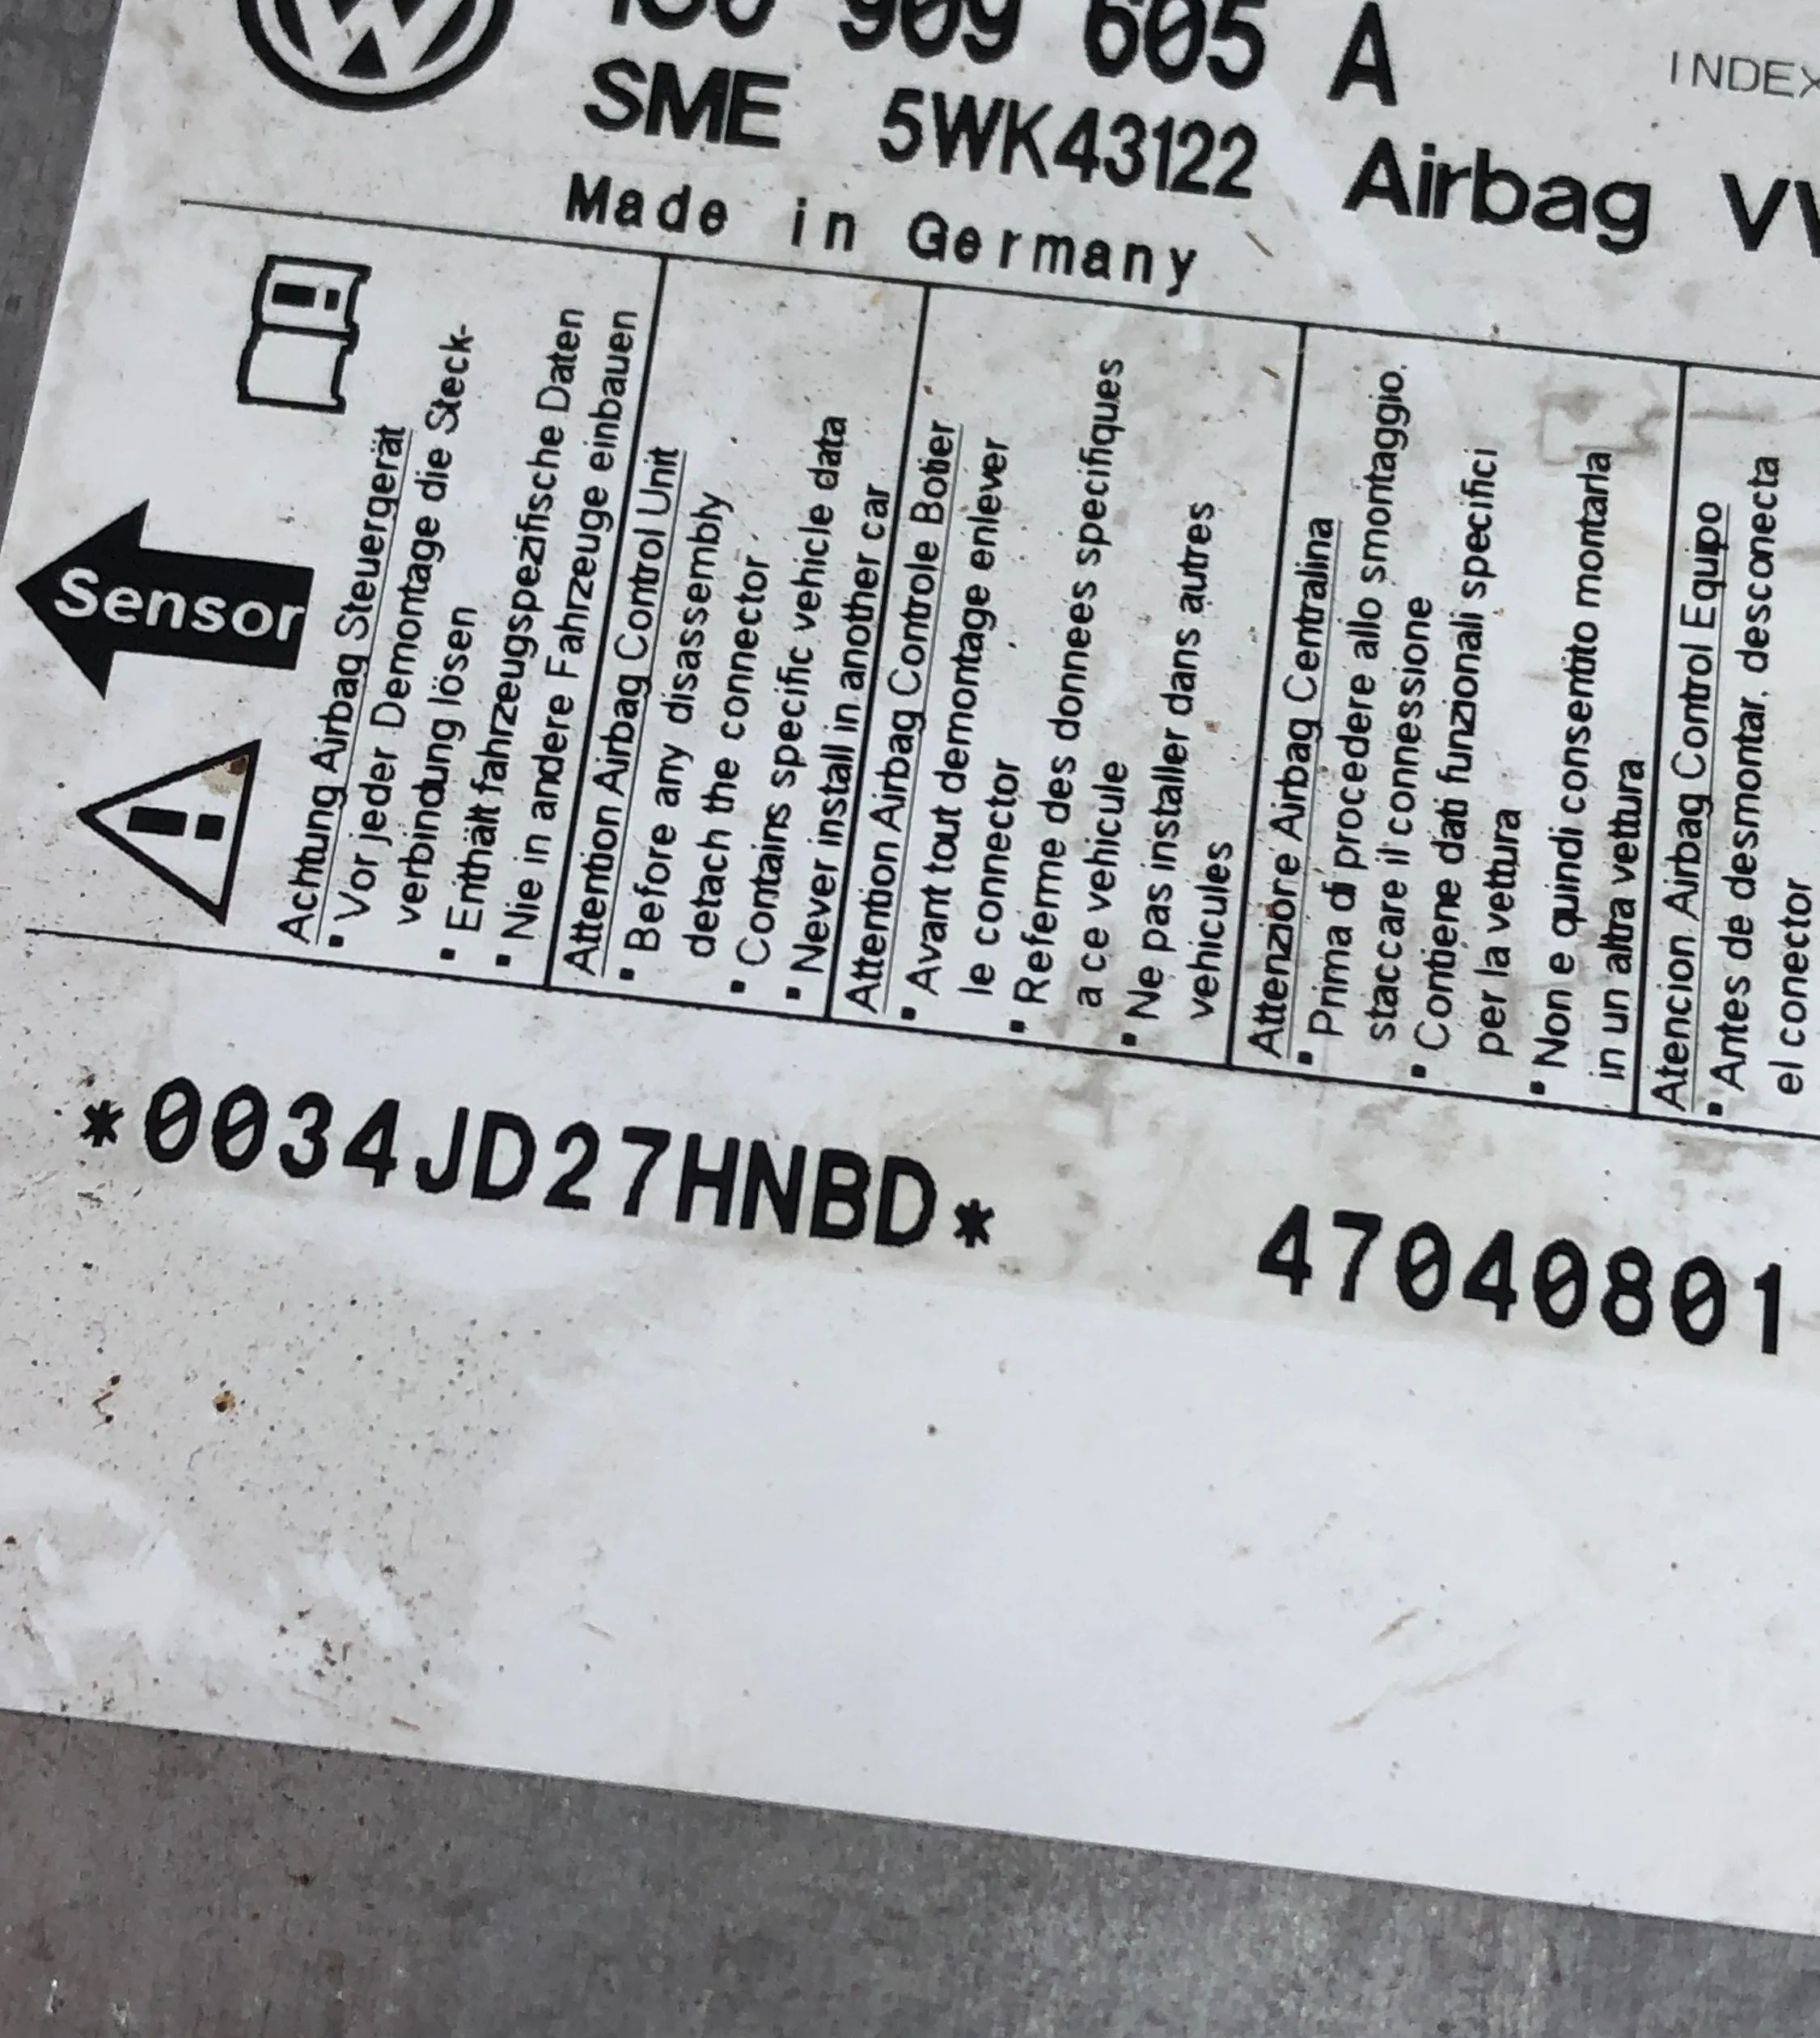 909 605 A
INDEX
SME 5WK43122 Airbag
Made in Germany
Sensor
Achtung Airbag Steuergerät
▪ Vor jeder Demontage die Steck-
verbindung lösen
▪ Enthält fahrzeugspezifische Daten
▪ Nie in andere Fahrzeuge einbauen
Attention Airbag Control Unit
▪ Before any disassembly
detach the connector
▪ Contains specific vehicle data
▪ Never install in another car
Attention Airbag Controle Botier
▪ Avant tout demontage enlever
le connector
▪ Referme des donnees specifiques
a ce vehicule
▪ Ne pas installer dans autres
vehicules
Attenzione Airbag Centralina
▪ Prima di procedere allo smontaggio.
staccare il connessione
▪ Contiene dati funzionali specifici
per la vettura
▪ Non e quindi consentito montarla
in un altra vettura
Atencion Airbag Control Equipo
▪ Antes de desmontar, desconecta
el conector
*0034JD27HNBD* 47040801